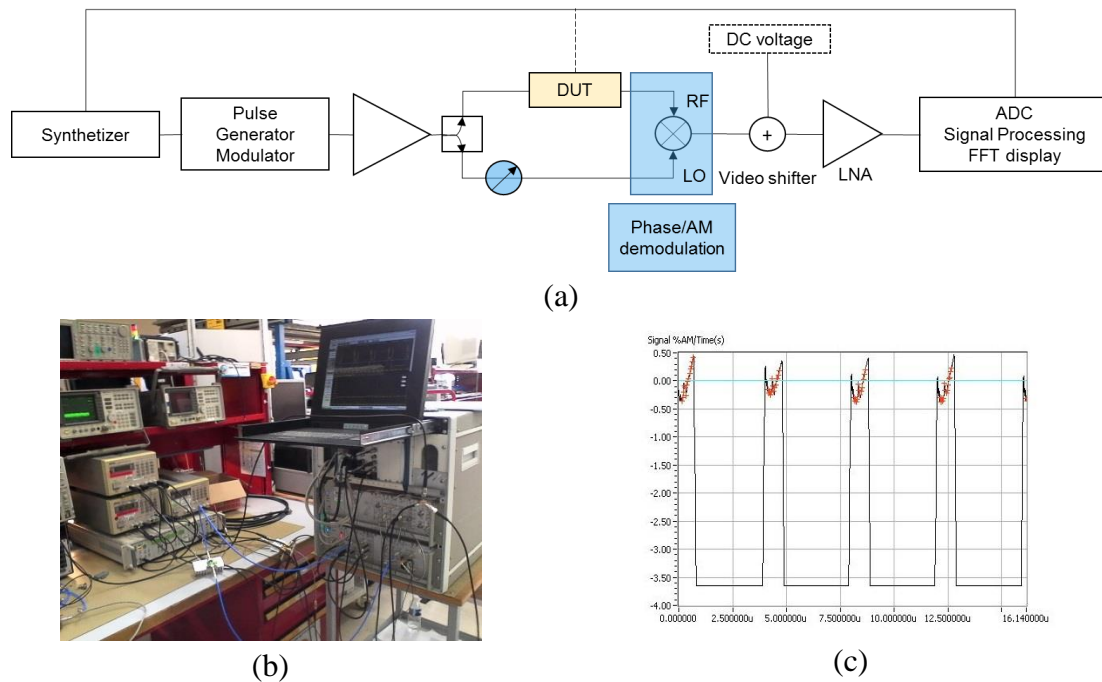 DC voltage
DUT
RF
Synthetizer
Pulse
Generator
Modulator
+
ADC
Signal Processing
FFT display
LO
Video shifter
LNA
Phase/AM
demodulation
(a)
Signal %AM/Time(s)
0.50
0.00
-0.50
-1.00
-1.50
-2.00
-2.50
-3.00
-3.50
-4.00
0.000000
2.500000u
5.000000u
7.500000u
10.000000u
12.500000u
16.140000u
(b)
(c)